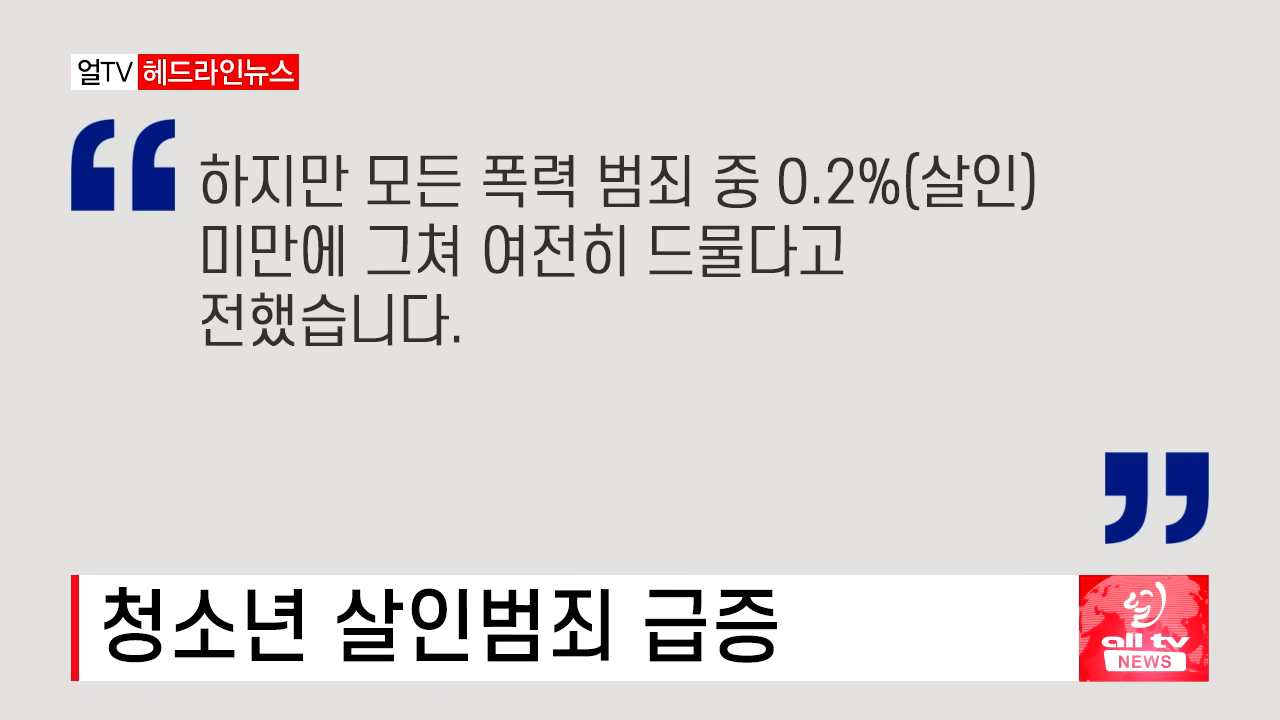 얼TV 헤드라인뉴스
“하지만 모든 폭력 범죄 중 0.2%(살인)
미만에 그쳐 여전히 드물다고
전했습니다.
”
청소년 살인범죄 급증
얼
all tv
NEWS